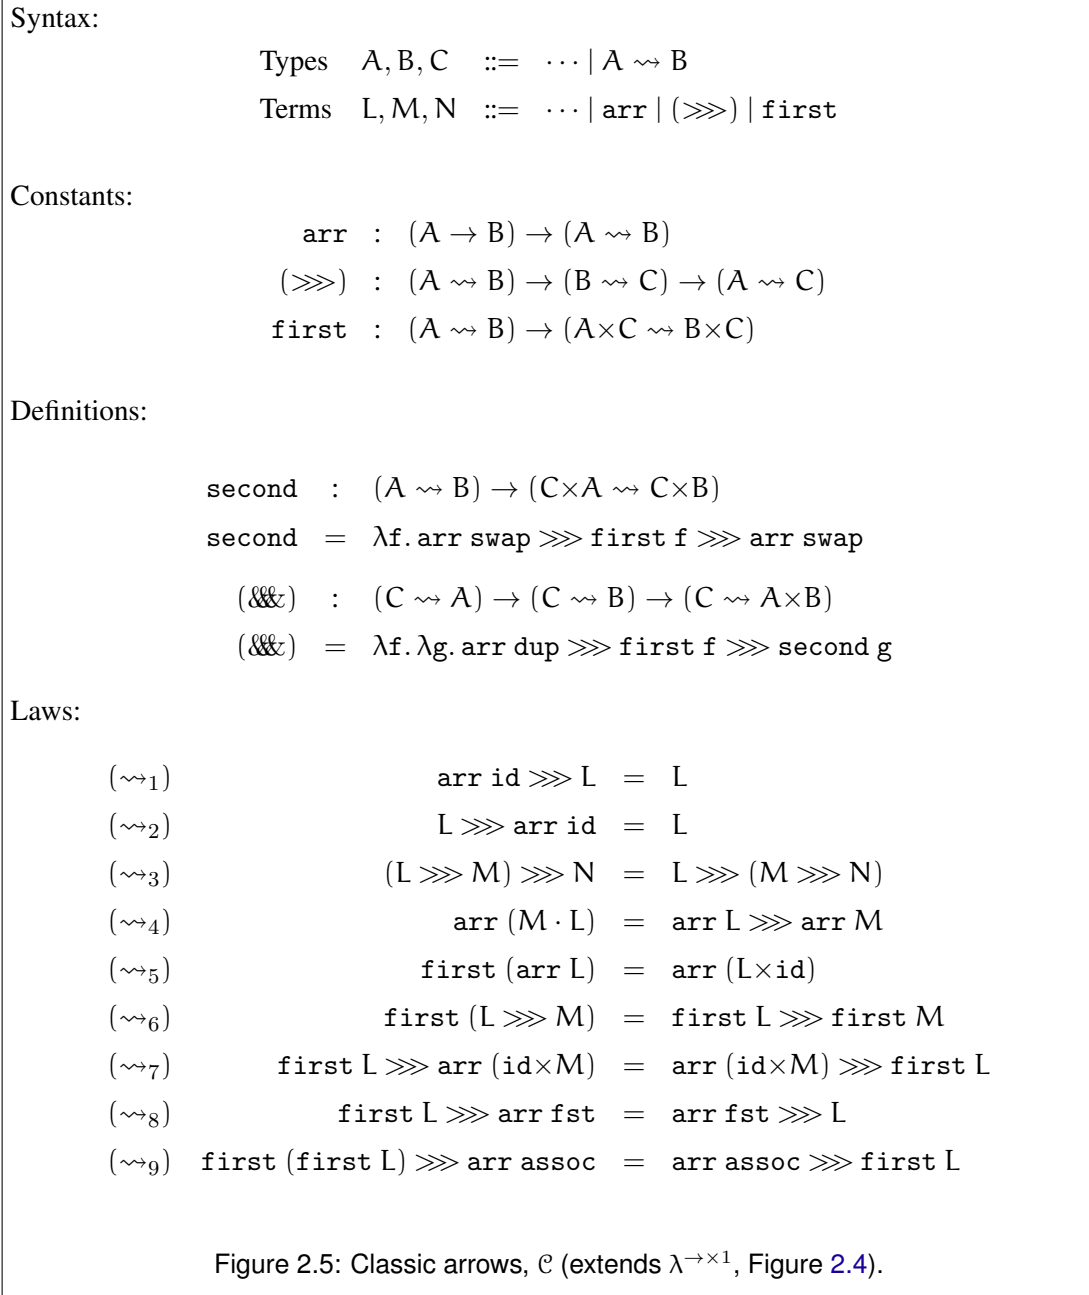 Syntax:
Types A, B, C ::= ··· | A ⇝ B
Terms L, M, N ::= ··· | arr | (⋙) | first
Constants:
arr : (A → B) → (A ⇝ B)
(⋙) : (A ⇝ B) → (B ⇝ C) → (A ⇝ C)
first : (A ⇝ B) → (A×C ⇝ B×C)
Definitions:
second : (A ⇝ B) → (C×A ⇝ C×B)
second = λf. arr swap ⋙ first f ⋙ arr swap
(&&&) : (C ⇝ A) → (C ⇝ B) → (C ⇝ A×B)
(&&&) = λf. λg. arr dup ⋙ first f ⋙ second g
Laws:
(⇝₁) arr id ⋙ L = L
(⇝₂) L ⋙ arr id = L
(⇝₃) (L ⋙ M) ⋙ N = L ⋙ (M ⋙ N)
(⇝₄) arr (M · L) = arr L ⋙ arr M
(⇝₅) first (arr L) = arr (L×id)
(⇝₆) first (L ⋙ M) = first L ⋙ first M
(⇝₇) first L ⋙ arr (id×M) = arr (id×M) ⋙ first L
(⇝₈) first L ⋙ arr fst = arr fst ⋙ L
(⇝₉) first (first L) ⋙ arr assoc = arr assoc ⋙ first L
Figure 2.5: Classic arrows, 𝒞 (extends λ→×1, Figure 2.4).